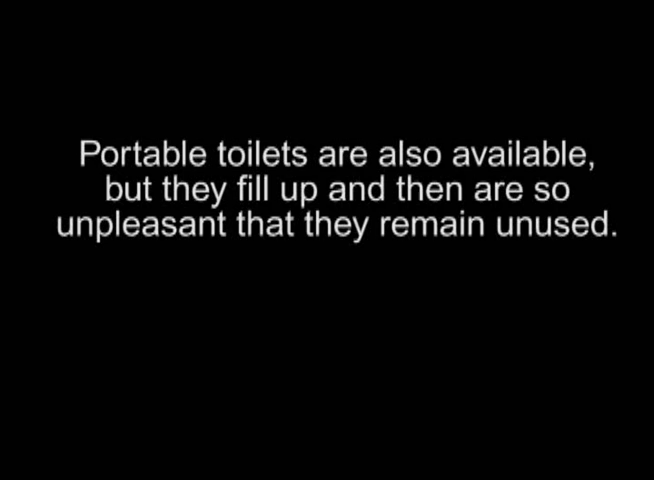 Portable toilets are also available,
but they fill up and then are so
unpleasant that they remain unused.